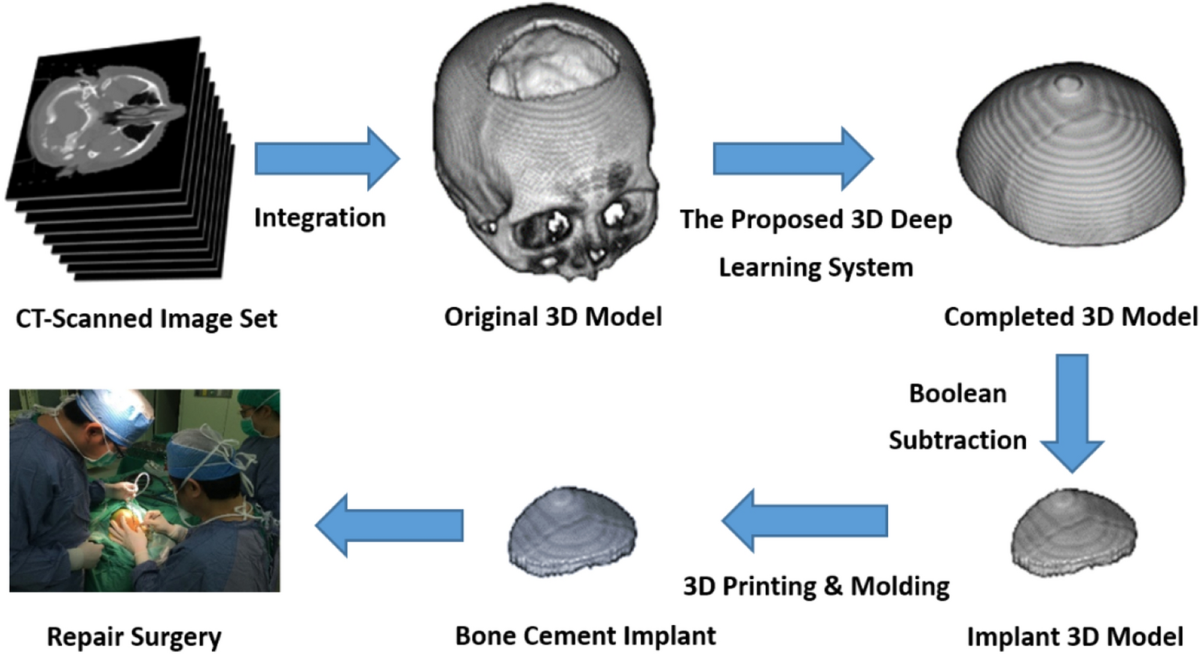 Integration
The Proposed 3D Deep
Learning System
CT-Scanned Image Set
Original 3D Model
Completed 3D Model
Boolean
Subtraction
3D Printing & Molding
Repair Surgery
Bone Cement Implant
Implant 3D Model